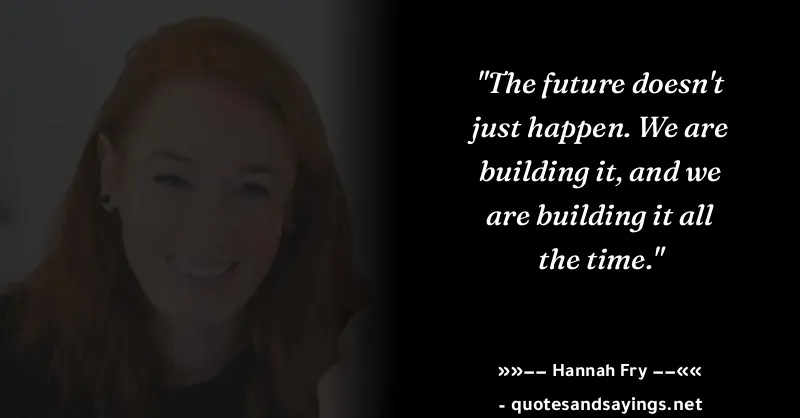 "The future doesn't
just happen. We are
building it, and we
are building it all
the time."
»»−− Hannah Fry −−««
- quotesandsayings.net